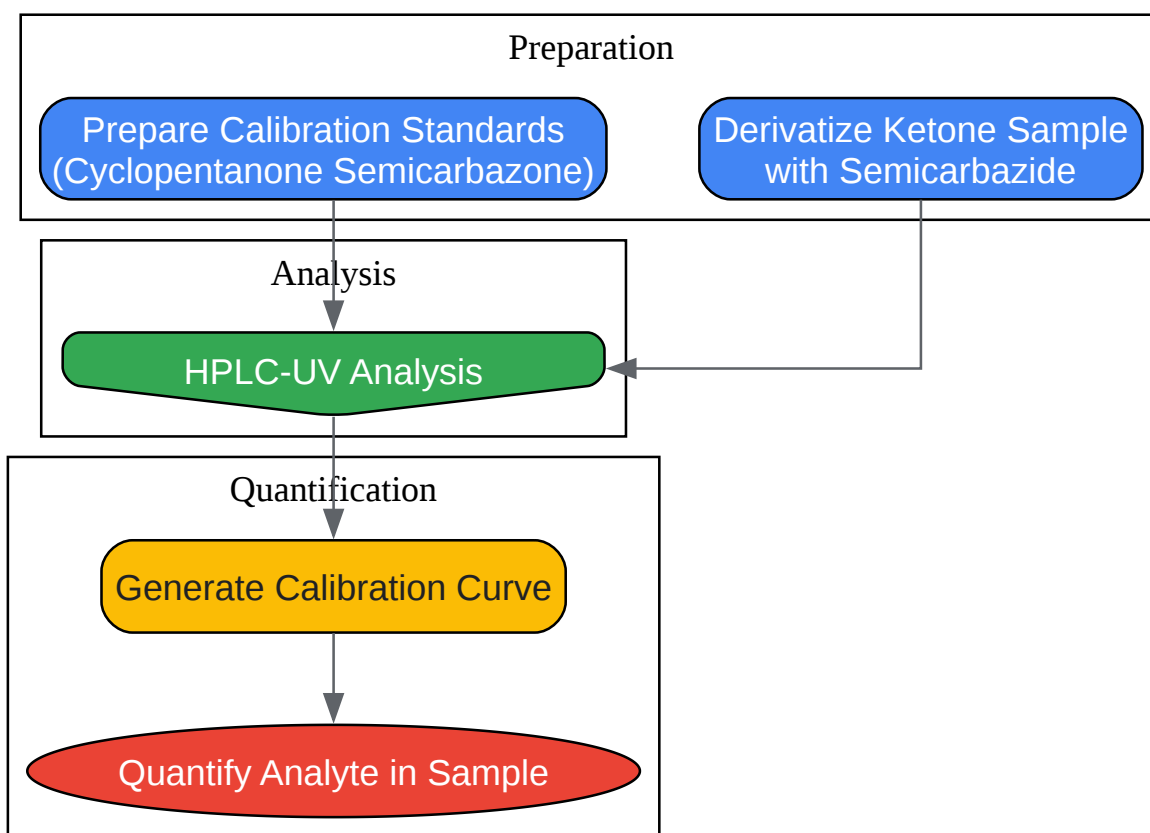 Preparation
Prepare Calibration Standards
(Cyclopentanone Semicarbazone)
Derivatize Ketone Sample
with Semicarbazide
Analysis
HPLC-UV Analysis
Quantification
Generate Calibration Curve
Quantify Analyte in Sample